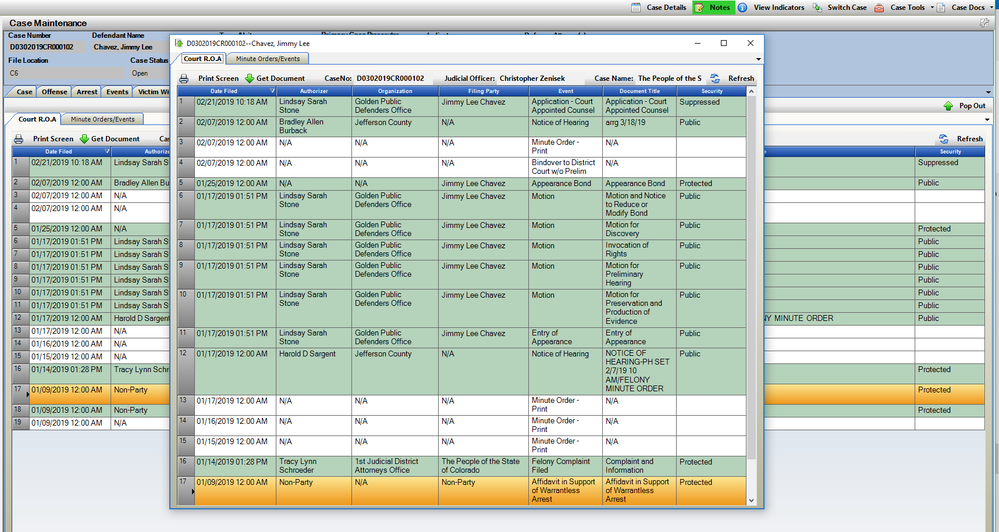 Case Details Notes View Indicators Switch Case Case Tools Case Docs
Case Maintenance
Case Number Defendant Name
D0302019CR000102 Chavez, Jimmy Lee
File Location Case Status
C6 Open
Case Offense Arrest Events Victim Wi
Pop Out
Court R.O.A Minute Orders/Events
Print Screen Get Document Cas Refresh
Date Filed Authorize Security
1 02/21/2019 10:18 AM Lindsay Sarah S Suppressed
2 02/07/2019 12:00 AM Bradley Allen Bu Public
3 02/07/2019 12:00 AM N/A
4 02/07/2019 12:00 AM N/A
5 01/25/2019 12:00 AM N/A Protected
6 01/17/2019 01:51 PM Lindsay Sarah S Public
7 01/17/2019 01:51 PM Lindsay Sarah S Public
8 01/17/2019 01:51 PM Lindsay Sarah S Public
9 01/17/2019 01:51 PM Lindsay Sarah S Public
10 01/17/2019 01:51 PM Lindsay Sarah S Public
11 01/17/2019 01:51 PM Lindsay Sarah S Public
12 01/17/2019 12:00 AM Harold D Sargent Y MINUTE ORDER Public
13 01/17/2019 12:00 AM N/A
14 01/16/2019 12:00 AM N/A
15 01/15/2019 12:00 AM N/A
16 01/14/2019 01:28 PM Tracy Lynn Schr Protected
17 01/09/2019 12:00 AM Non-Party Protected
18 01/09/2019 12:00 AM Non-Party Protected
19 01/09/2019 12:00 AM N/A
D0302019CR000102--Chavez, Jimmy Lee
Court R.O.A Minute Orders/Events
Print Screen Get Document CaseNo: D0302019CR000102 Judicial Officer: Christopher Zenisek Case Name: The People of the S Refresh
Date Filed Authorizer Organization Filing Party Event Document Title Security
1 02/21/2019 10:18 AM Lindsay Sarah Golden Public Jimmy Lee Chavez Application - Court Application - Court Suppressed
Stone Defenders Office Appointed Counsel Appointed Counsel
2 02/07/2019 12:00 AM Bradley Allen Jefferson County N/A Notice of Hearing arrg 3/18/19 Public
Burback
3 02/07/2019 12:00 AM N/A N/A N/A Minute Order - N/A
Print
4 02/07/2019 12:00 AM N/A N/A N/A Bindover to District N/A
Court w/o Prelim
5 01/25/2019 12:00 AM N/A N/A Jimmy Lee Chavez Appearance Bond Appearance Bond Protected
6 01/17/2019 01:51 PM Lindsay Sarah Golden Public Jimmy Lee Chavez Motion Motion and Notice Public
Stone Defenders Office to Reduce or
Modify Bond
7 01/17/2019 01:51 PM Lindsay Sarah Golden Public Jimmy Lee Chavez Motion Motion for Public
Stone Defenders Office Discovery
8 01/17/2019 01:51 PM Lindsay Sarah Golden Public Jimmy Lee Chavez Motion Invocation of Public
Stone Defenders Office Rights
9 01/17/2019 01:51 PM Lindsay Sarah Golden Public Jimmy Lee Chavez Motion Motion for Public
Stone Defenders Office Preliminary
Hearing
10 01/17/2019 01:51 PM Lindsay Sarah Golden Public Jimmy Lee Chavez Motion Motion for Public
Stone Defenders Office Preservation and
Production of
Evidence
11 01/17/2019 01:51 PM Lindsay Sarah Golden Public Jimmy Lee Chavez Entry of Entry of Public
Stone Defenders Office Appearance Appearance
12 01/17/2019 12:00 AM Harold D Sargent Jefferson County N/A Notice of Hearing NOTICE OF Public
HEARING-PH SET
2/7/19 10
AM/FELONY
MINUTE ORDER
13 01/17/2019 12:00 AM N/A N/A N/A Minute Order - N/A
Print
14 01/16/2019 12:00 AM N/A N/A N/A Minute Order - N/A
Print
15 01/15/2019 12:00 AM N/A N/A N/A Minute Order - N/A
Print
16 01/14/2019 01:28 PM Tracy Lynn 1st Judicial District The People of the State Felony Complaint Complaint and Protected
Schroeder Attorneys Office of Colorado Filed Information
17 01/09/2019 12:00 AM Non-Party N/A Non-Party Affidavit in Support Affidavit in Support Protected
of Warrantless of Warrantless
Arrest Arrest